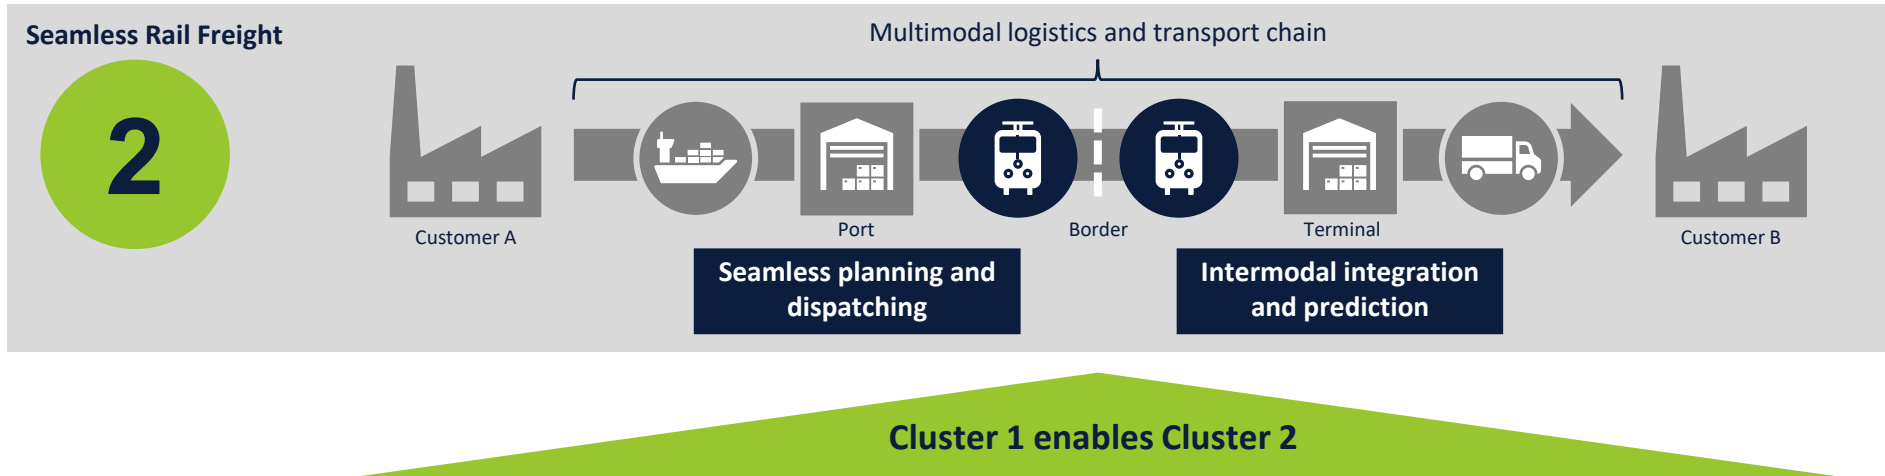 Seamless Rail Freight
2
Multimodal logistics and transport chain
Customer A
Port
Border
Terminal
Customer B
Seamless planning and
dispatching
Intermodal integration
and prediction
Cluster 1 enables Cluster 2